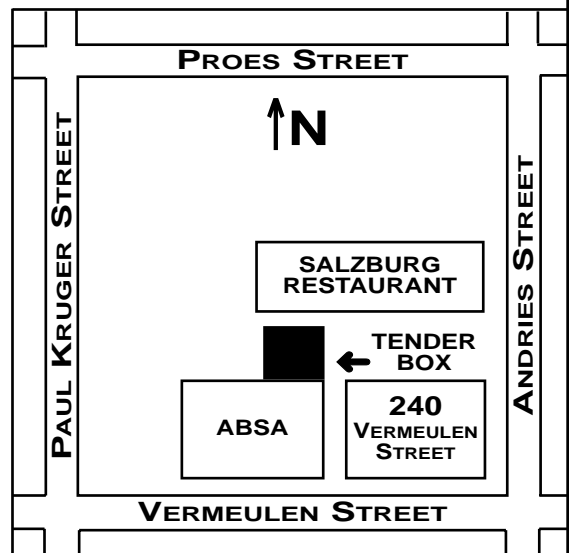 PROES STREET
N
PAUL KRUGER STREET
ANDRIES STREET
SALZBURG
RESTAURANT
TENDER
BOX
ABSA
240
VERMEULEN
STREET
VERMEULEN STREET